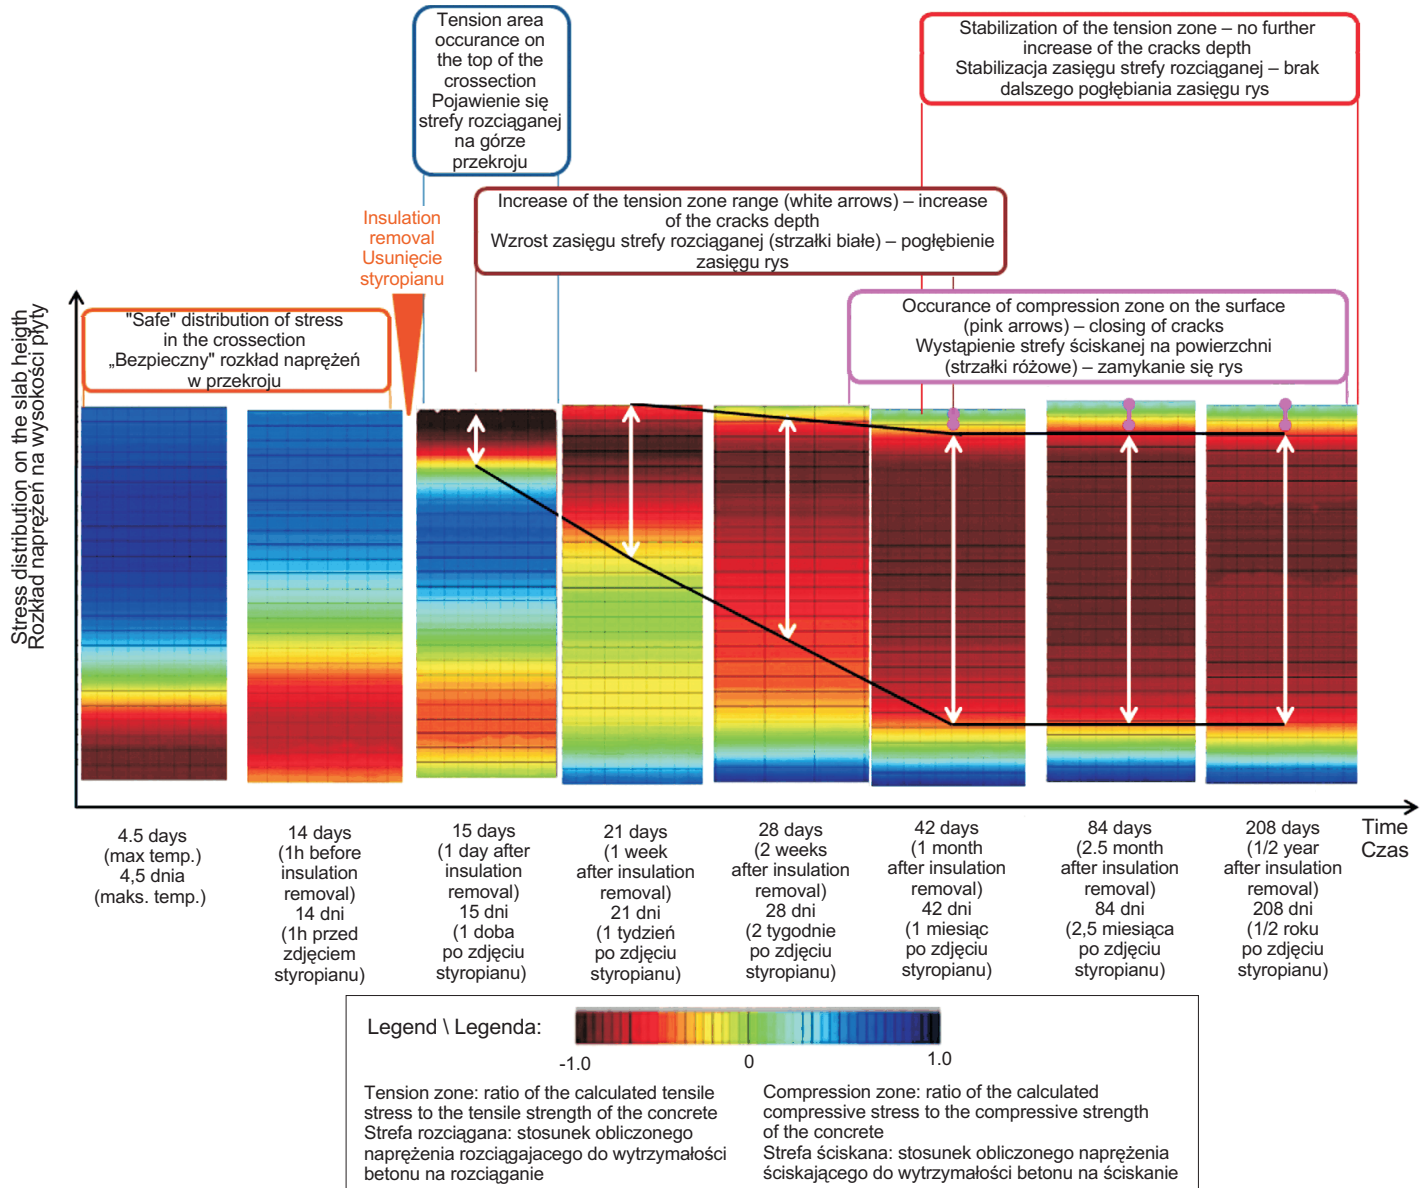 Tension area
occurance on
the top of the
crossection
Pojawienie się
strefy rozciąganej
na górze
przekroju
Stabilization of the tension zone – no further
increase of the cracks depth
Stabilizacja zasięgu strefy rozciąganej – brak
dalszego pogłębiania zasięgu rys
Insulation
removal
Usunięcie
styropianu
Increase of the tension zone range (white arrows) – increase
of the cracks depth
Wzrost zasięgu strefy rozciąganej (strzałki białe) – pogłębienie
zasięgu rys
"Safe" distribution of stress
in the crossection
„Bezpieczny" rozkład naprężeń
w przekroju
Occurance of compression zone on the surface
(pink arrows) – closing of cracks
Wystąpienie strefy ściskanej na powierzchni
(strzałki różowe) – zamykanie się rys
Stress distribution on the slab heigth
Rozkład naprężeń na wysokości płyty
4.5 days
(max temp.)
4,5 dnia
(maks. temp.)
14 days
(1h before
insulation
removal)
14 dni
(1h przed
zdjęciem
styropianu)
15 days
(1 day after
insulation
removal)
15 dni
(1 doba
po zdjęciu
styropianu)
21 days
(1 week
after insulation
removal)
21 dni
(1 tydzień
po zdjęciu
styropianu)
28 days
(2 weeks
after insulation
removal)
28 dni
(2 tygodnie
po zdjęciu
styropianu)
42 days
(1 month
after insulation
removal)
42 dni
(1 miesiąc
po zdjęciu
styropianu)
84 days
(2.5 month
after insulation
removal)
84 dni
(2,5 miesiąca
po zdjęciu
styropianu)
208 days
(1/2 year
after insulation
removal)
208 dni
(1/2 roku
po zdjęciu
styropianu)
Time
Czas
Legend \ Legenda:
-1.0 0 1.0
Tension zone: ratio of the calculated tensile
stress to the tensile strength of the concrete
Strefa rozciągana: stosunek obliczonego
naprężenia rozciągajacego do wytrzymałości
betonu na rozciąganie
Compression zone: ratio of the calculated
compressive stress to the compressive strength
of the concrete
Strefa ściskana: stosunek obliczonego naprężenia
ściskającego do wytrzymałości betonu na ściskanie